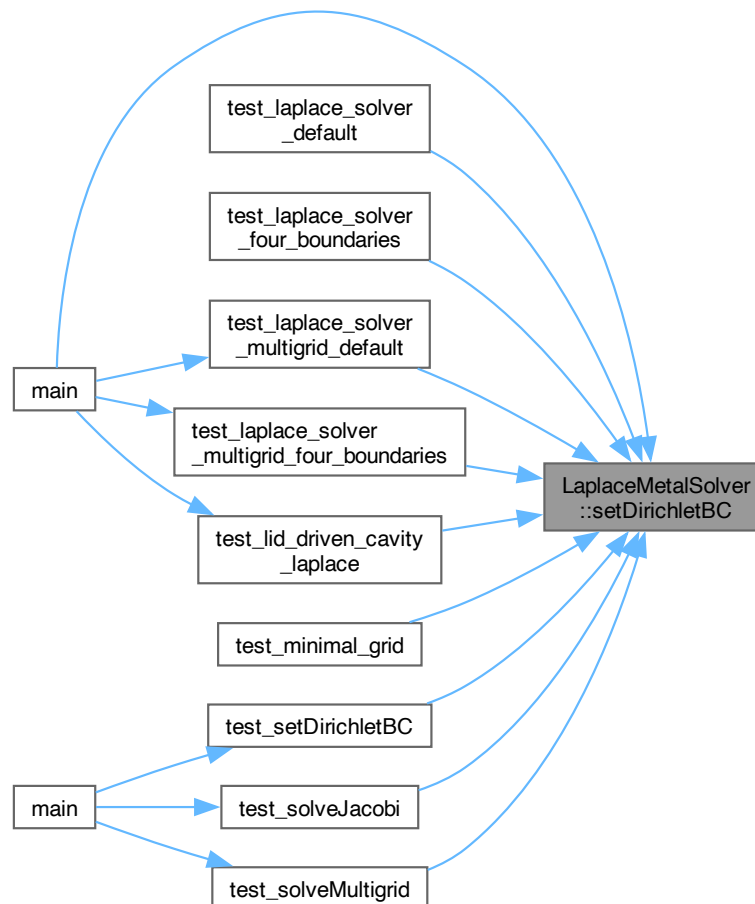 test_laplace_solver
_default
test_laplace_solver
_four_boundaries
test_laplace_solver
_multigrid_default
main
test_laplace_solver
_multigrid_four_boundaries
LaplaceMetalSolver
::setDirichletBC
test_lid_driven_cavity
_laplace
test_minimal_grid
test_setDirichletBC
main
test_solveJacobi
test_solveMultigrid